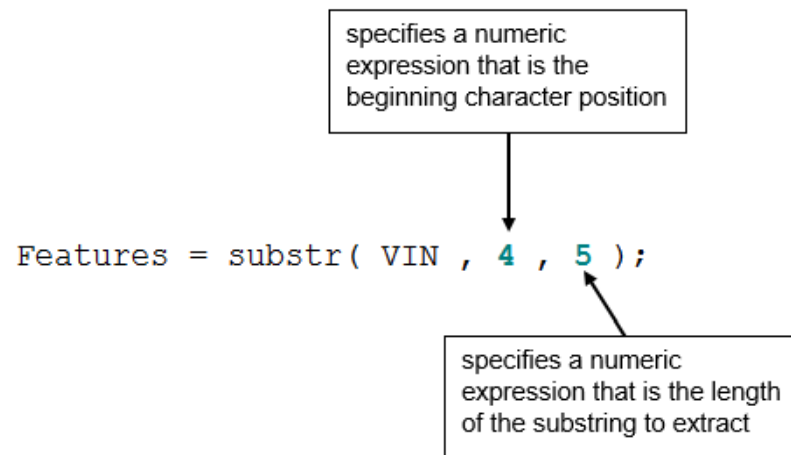 specifies a numeric
expression that is the
beginning character position
Features = substr( VIN , 4 , 5 );
specifies a numeric
expression that is the length
of the substring to extract